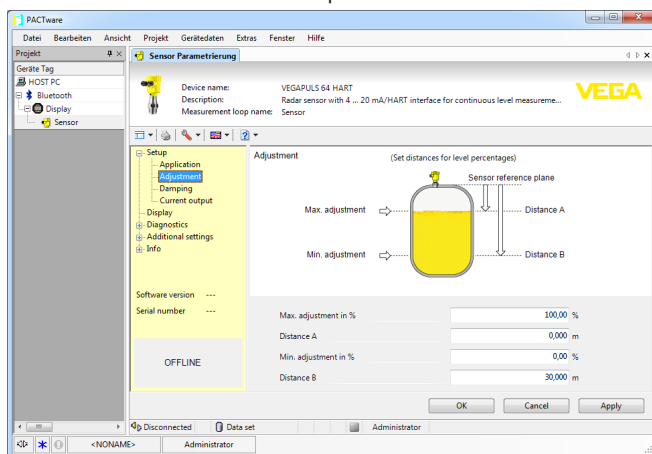 PACTware
Datei Bearbeiten Ansicht Projekt Gerätedaten Extras Fenster Hilfe
Projekt
Sensor Parametrierung
Geräte Tag
HOST PC
Bluetooth
Display
Sensor
Device name: VEGAPULS 64 HART
Description: Radar sensor with 4 ... 20 mA/HART interface for continuous level measureme...
Measurement loop name: Sensor
VEGA
Setup
Application
Adjustment
Damping
Current output
Display
Diagnostics
Additional settings
Info
Software version ---
Serial number ---
OFFLINE
Adjustment (Set distances for level percentages)
Sensor reference plane
Max. adjustment Distance A
Min. adjustment Distance B
Max. adjustment in % 100,00 %
Distance A 0,000 m
Min. adjustment in % 0,00 %
Distance B 30,000 m
OK Cancel Apply
Disconnected Data set Administrator
<NONAME> Administrator